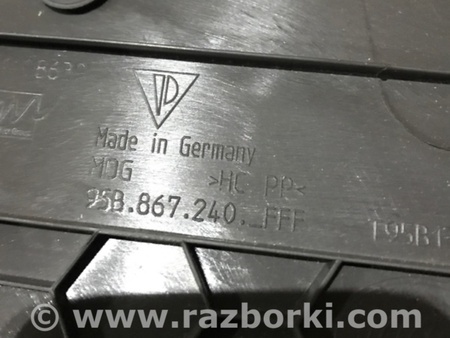 Made in Germany
MDG >HC PP<
95B.867.240._FFF
© www.razborki.com